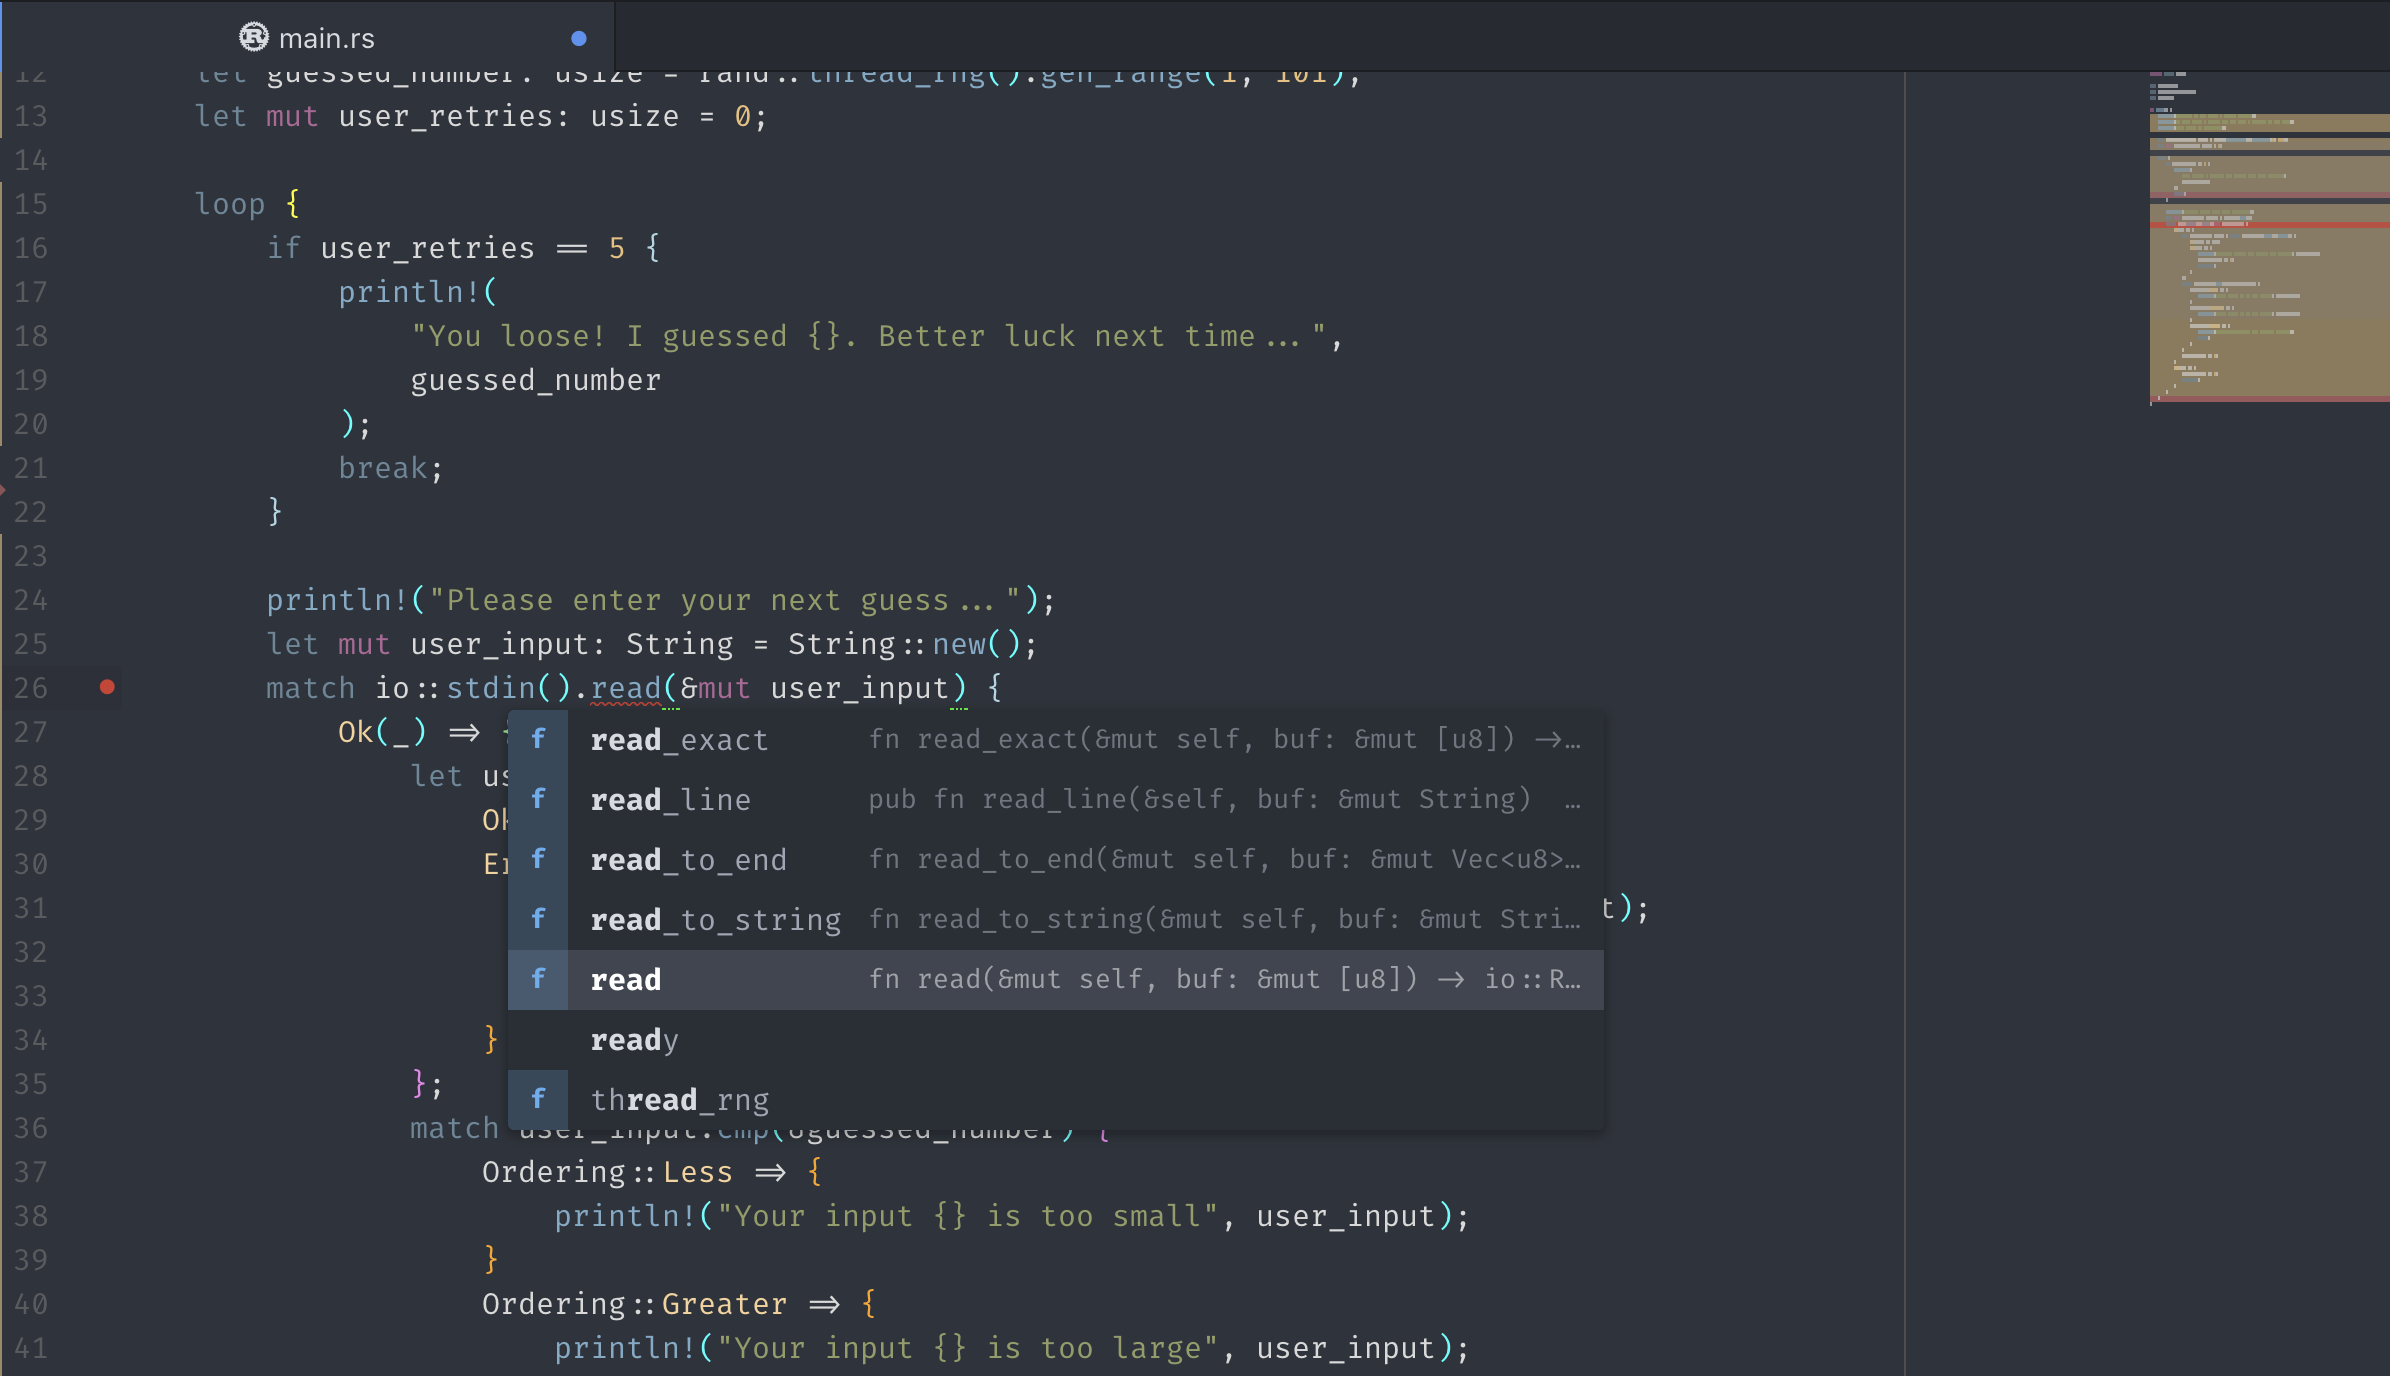 main.rs
12 let guessed_number: usize = rand::thread_rng().gen_range(1, 101);
13 let mut user_retries: usize = 0;
14
15 loop {
16 if user_retries == 5 {
17 println!(
18 "You loose! I guessed {}. Better luck next time...",
19 guessed_number
20 );
21 break;
22 }
23
24 println!("Please enter your next guess...");
25 let mut user_input: String = String::new();
26 match io::stdin().read(&mut user_input) {
27 Ok(_) => {
f read_exact fn read_exact(&mut self, buf: &mut [u8]) ->…
28 let us
f read_line pub fn read_line(&self, buf: &mut String) …
29 Ok
f read_to_end fn read_to_end(&mut self, buf: &mut Vec<u8>…
30 Er
31 t);
f read_to_string fn read_to_string(&mut self, buf: &mut Stri…
32
f read fn read(&mut self, buf: &mut [u8]) -> io::R…
33
34 }
ready
35 };
f thread_rng
36 match user_input.cmp(&guessed_number) {
37 Ordering::Less => {
38 println!("Your input {} is too small", user_input);
39 }
40 Ordering::Greater => {
41 println!("Your input {} is too large", user_input);